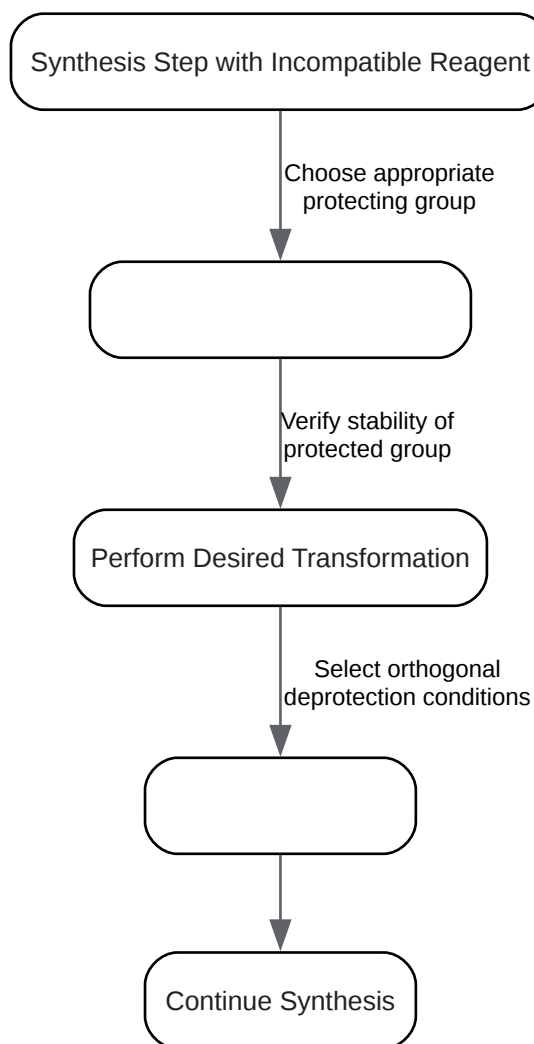 Synthesis Step with Incompatible Reagent
Choose appropriate
protecting group
Verify stability of
protected group
Perform Desired Transformation
Select orthogonal
deprotection conditions
Continue Synthesis